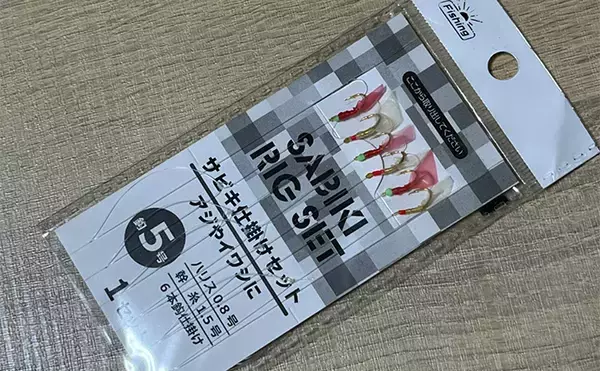 Fishing
ここから取り出してください
SABIKI
RIG SET
サビキ仕掛けセット
アジやイワシに
鈎5号
ハリス0.8号
幹糸1.5号
6本鈎仕掛け
1